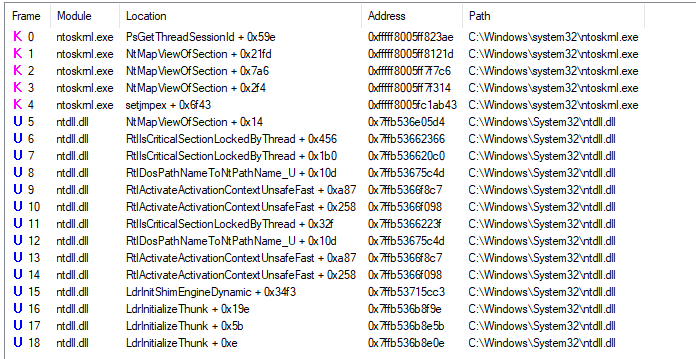 Frame Module Location Address Path
K 0 ntoskrnl.exe PsGetThreadSessionId + 0x59e 0xfffff8005ff823ae C:\Windows\system32\ntoskrnl.exe
K 1 ntoskrnl.exe NtMapViewOfSection + 0x21fd 0xfffff8005ff8121d C:\Windows\system32\ntoskrnl.exe
K 2 ntoskrnl.exe NtMapViewOfSection + 0x7a6 0xfffff8005ff7f7c6 C:\Windows\system32\ntoskrnl.exe
K 3 ntoskrnl.exe NtMapViewOfSection + 0x2f4 0xfffff8005ff7f314 C:\Windows\system32\ntoskrnl.exe
K 4 ntoskrnl.exe setjmpex + 0x6f43 0xfffff8005fc1ab43 C:\Windows\system32\ntoskrnl.exe
U 5 ntdll.dll NtMapViewOfSection + 0x14 0x7ffb536e05d4 C:\Windows\System32\ntdll.dll
U 6 ntdll.dll RtlIsCriticalSectionLockedByThread + 0x456 0x7ffb53662366 C:\Windows\System32\ntdll.dll
U 7 ntdll.dll RtlIsCriticalSectionLockedByThread + 0x1b0 0x7ffb536620c0 C:\Windows\System32\ntdll.dll
U 8 ntdll.dll RtlDosPathNameToNtPathName_U + 0x10d 0x7ffb53675c4d C:\Windows\System32\ntdll.dll
U 9 ntdll.dll RtlActivateActivationContextUnsafeFast + 0xa87 0x7ffb5366f8c7 C:\Windows\System32\ntdll.dll
U 10 ntdll.dll RtlActivateActivationContextUnsafeFast + 0x258 0x7ffb5366f098 C:\Windows\System32\ntdll.dll
U 11 ntdll.dll RtlIsCriticalSectionLockedByThread + 0x32f 0x7ffb5366223f C:\Windows\System32\ntdll.dll
U 12 ntdll.dll RtlDosPathNameToNtPathName_U + 0x10d 0x7ffb53675c4d C:\Windows\System32\ntdll.dll
U 13 ntdll.dll RtlActivateActivationContextUnsafeFast + 0xa87 0x7ffb5366f8c7 C:\Windows\System32\ntdll.dll
U 14 ntdll.dll RtlActivateActivationContextUnsafeFast + 0x258 0x7ffb5366f098 C:\Windows\System32\ntdll.dll
U 15 ntdll.dll LdrInitShimEngineDynamic + 0x34f3 0x7ffb53715cc3 C:\Windows\System32\ntdll.dll
U 16 ntdll.dll LdrInitializeThunk + 0x19e 0x7ffb536b8f9e C:\Windows\System32\ntdll.dll
U 17 ntdll.dll LdrInitializeThunk + 0x5b 0x7ffb536b8e5b C:\Windows\System32\ntdll.dll
U 18 ntdll.dll LdrInitializeThunk + 0xe 0x7ffb536b8e0e C:\Windows\System32\ntdll.dll